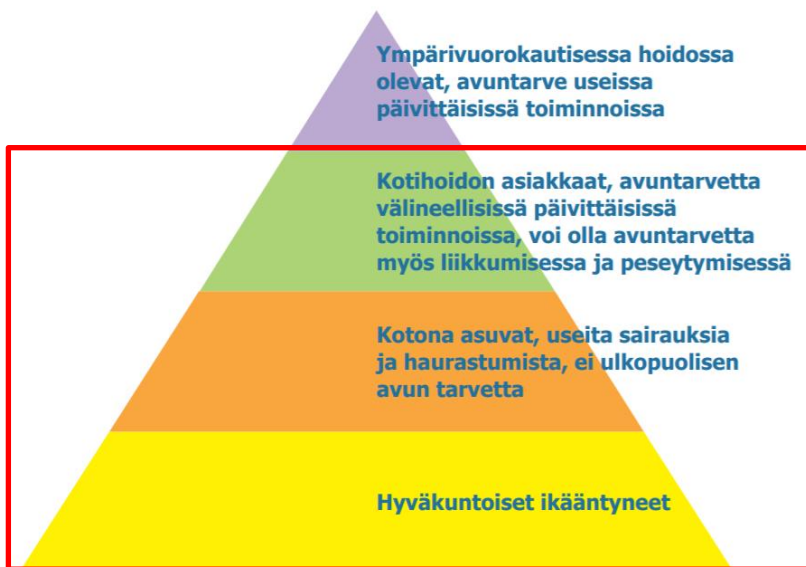 Ympärivuorokautisessa hoidossa
olevat, avuntarve useissa
päivittäisissä toiminnoissa
Kotihoidon asiakkaat, avuntarvetta
välineellisissä päivittäisissä
toiminnoissa, voi olla avuntarvetta
myös liikkumisessa ja peseytymisessä
Kotona asuvat, useita sairauksia
ja haurastumista, ei ulkopuolisen
avun tarvetta
Hyväkuntoiset ikääntyneet